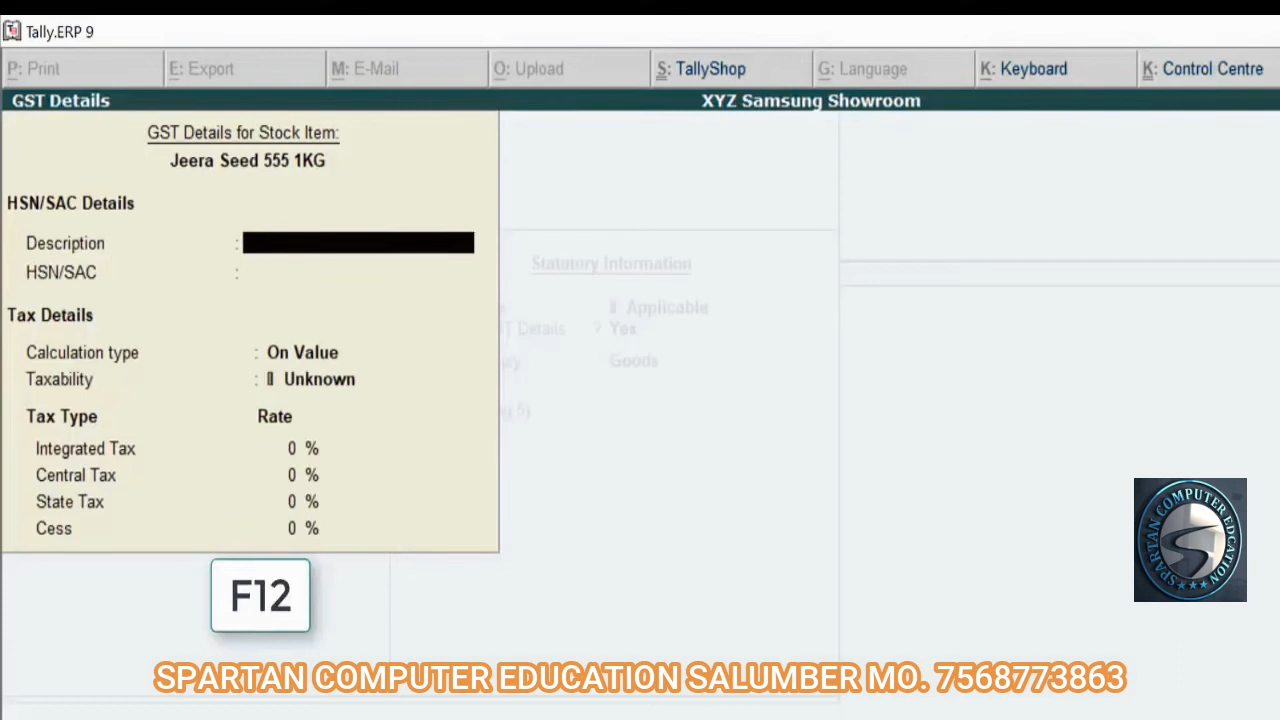 Tally.ERP 9
P: Print E: Export M: E-Mail O: Upload S: TallyShop G: Language K: Keyboard K: Control Centre
GST Details XYZ Samsung Showroom
GST Details for Stock Item:
Jeera Seed 555 1KG
HSN/SAC Details
Description :
HSN/SAC :
Statutory Information
Tax Details
Applicable
Details ? Yes
Calculation type : On Value
Goods
Taxability : Unknown
Tax Type Rate
Integrated Tax 0 %
Central Tax 0 %
State Tax 0 %
Cess 0 %
SPARTAN COMPUTER EDCATION
F12
SPARTAN COMPUTER EDUCATION SALUMBER MO. 7568773863